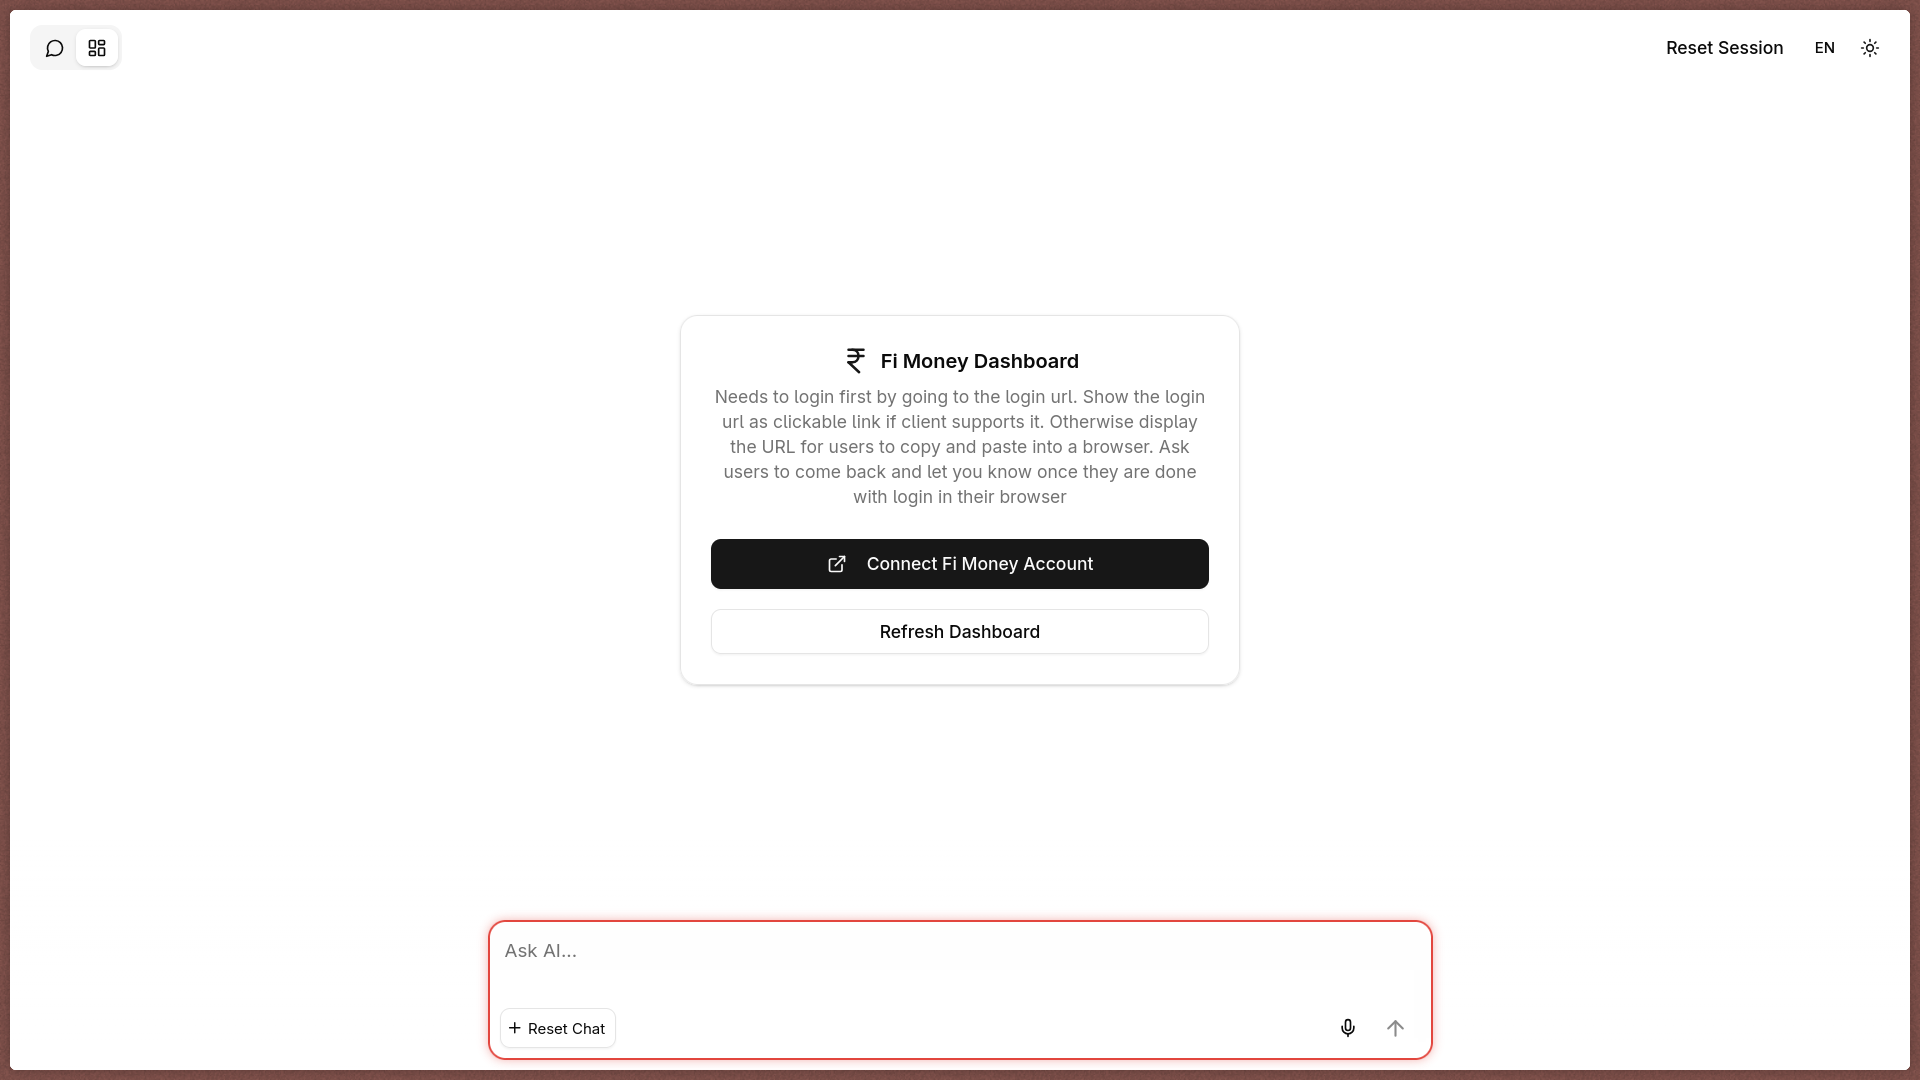 Reset Session
EN
₹ Fi Money Dashboard
Needs to login first by going to the login url. Show the login
url as clickable link if client supports it. Otherwise display
the URL for users to copy and paste into a browser. Ask
users to come back and let you know once they are done
with login in their browser
Connect Fi Money Account
Refresh Dashboard
Ask AI...
Reset Chat